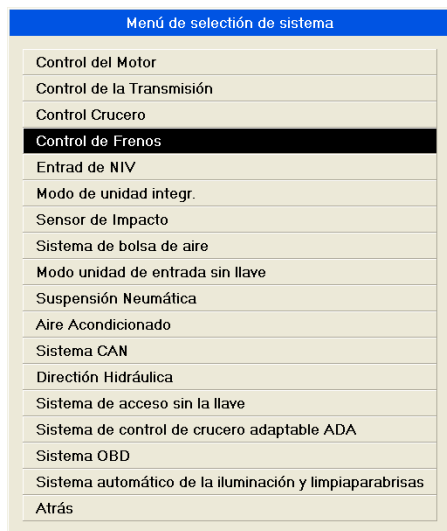 Menú de selectión de sistema
Control del Motor
Control de la Transmisión
Control Crucero
Control de Frenos
Entrad de NIV
Modo de unidad integr.
Sensor de Impacto
Sistema de bolsa de aire
Modo unidad de entrada sin llave
Suspensión Neumática
Aire Acondicionado
Sistema CAN
Directión Hidráulica
Sistema de acceso sin la llave
Sistema de control de crucero adaptable ADA
Sistema OBD
Sistema automático de la iluminación y limpiaparabrisas
Atrás